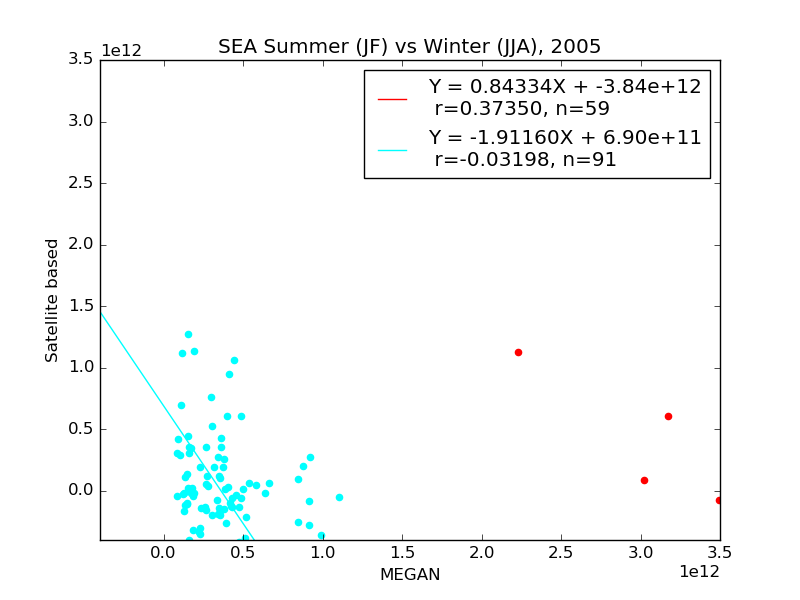 SEA Summer (JF) vs Winter (JJA), 2005
1e12
3.5
3.0
2.5
2.0
1.5
1.0
0.5
0.0
Satellite based
Y = 0.84334X + -3.84e+12
r=0.37350, n=59
Y = -1.91160X + 6.90e+11
r=-0.03198, n=91
0.0 0.5 1.0 1.5 2.0 2.5 3.0 3.5
MEGAN
1e12